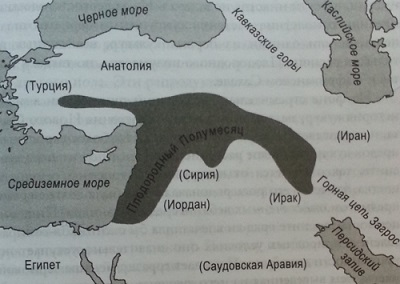 Черное море
Кавказские горы
Каспийское море
Анатолия
(Турция)
Плодородный Полумесяц
(Иран)
Средиземное море
(Сирия)
(Иордан)
(Ирак)
Горная цепь Загрос
Персидский
залив
Египет
(Саудовская Аравия)